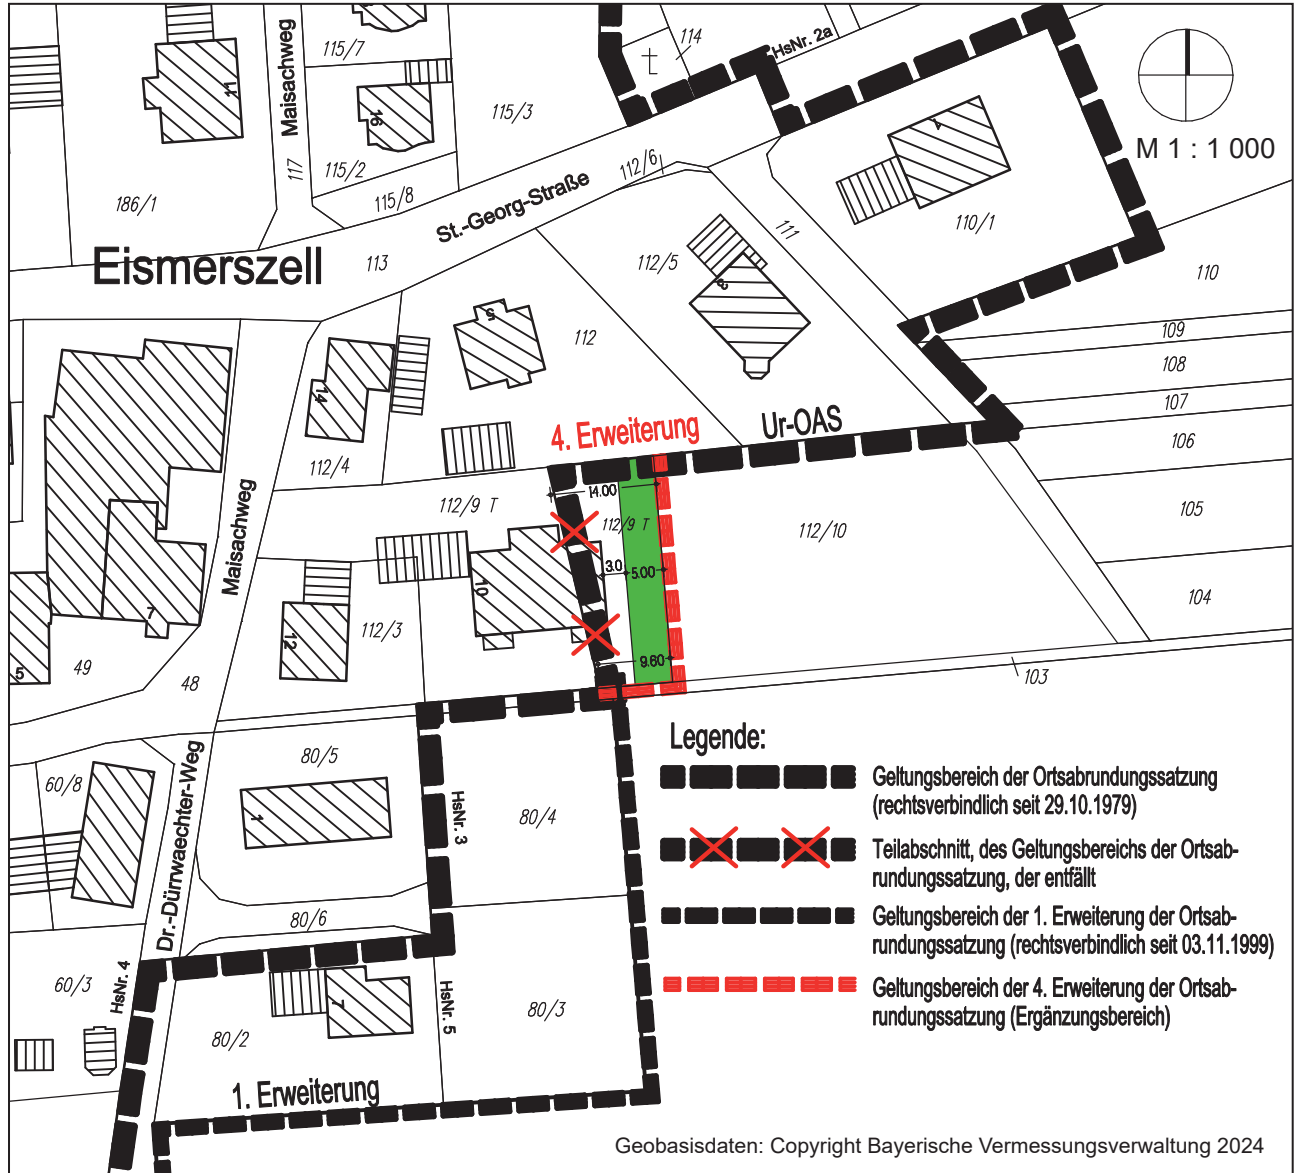 115/7
114
HsNr. 2a
11
Maisachweg
16
115/3
1
M 1 : 1 000
117
115/2
112/6
186/1
115/8
St.-Georg-Straße
110/1
111
Eismerszell
113
112/5
110
3
5
112
109
108
14
107
4. Erweiterung
Ur-OAS
106
112/4
14.00
112/9 T
112/9 T
112/10
105
Maisachweg
3.0
5.00
10
104
7
12
112/3
9.60
5
49
48
103
Legende:
80/5
60/8
Dr.-Dürrwaechter-Weg
1
HsNr. 3
80/4
Geltungsbereich der Ortsabrundungssatzung
(rechtsverbindlich seit 29.10.1979)
Teilabschnitt, des Geltungsbereichs der Ortsab-
rundungssatzung, der entfällt
80/6
Geltungsbereich der 1. Erweiterung der Ortsab-
rundungssatzung (rechtsverbindlich seit 03.11.1999)
60/3
HsNr. 4
7
HsNr. 5
80/3
Geltungsbereich der 4. Erweiterung der Ortsab-
rundungssatzung (Ergänzungsbereich)
80/2
1. Erweiterung
Geobasisdaten: Copyright Bayerische Vermessungsverwaltung 2024